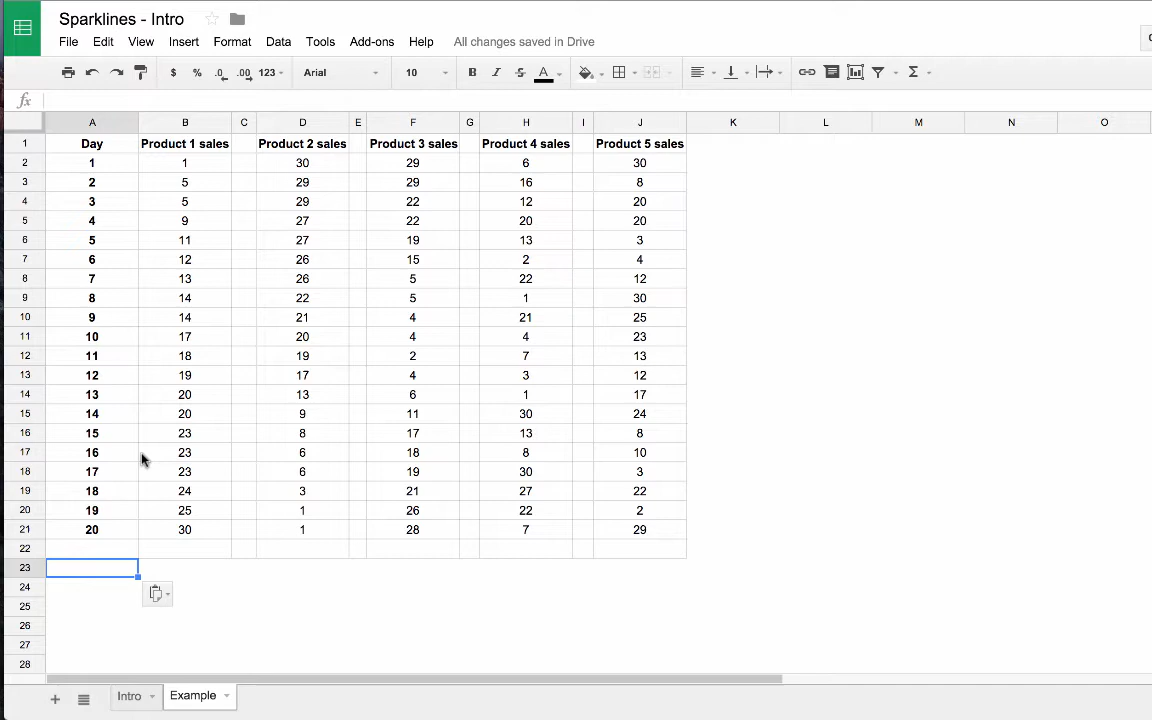 Sparklines - Intro
File Edit View Insert Format Data Tools Add-ons Help All changes saved in Drive
$ % .0 .00 123 Arial 10 B I S A Σ
fx
A B C D E F G H I J K L M N O
1 Day Product 1 sales Product 2 sales Product 3 sales Product 4 sales Product 5 sales
2 1 1 30 29 6 30
3 2 5 29 29 16 8
4 3 5 29 22 12 20
5 4 9 27 22 20 20
6 5 11 27 19 13 3
7 6 12 26 15 2 4
8 7 13 26 5 22 12
9 8 14 22 5 1 30
10 9 14 21 4 21 25
11 10 17 20 4 4 23
12 11 18 19 2 7 13
13 12 19 17 4 3 12
14 13 20 13 6 1 17
15 14 20 9 11 30 24
16 15 23 8 17 13 8
17 16 23 6 18 8 10
18 17 23 6 19 30 3
19 18 24 3 21 27 22
20 19 25 1 26 22 2
21 20 30 1 28 7 29
22
23
24
25
26
27
28
+ Intro Example